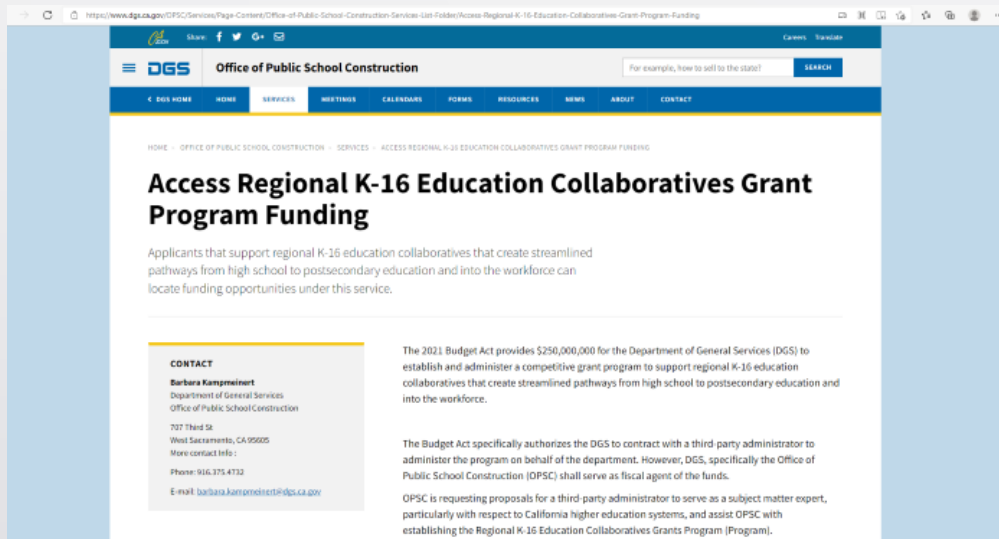 https://www.dgs.ca.gov/OPSC/Services/Page-Content/Office-of-Public-School-Construction-Services-List-Folder/Access-Regional-K-16-Education-Collaboratives-Grant-Program-Funding
Share: G+ Careers Translate
DGS Office of Public School Construction For example, how to sell to the state? SEARCH
< DGS HOME HOME SERVICES MEETINGS CALENDARS FORMS RESOURCES NEWS ABOUT CONTACT
HOME OFFICE OF PUBLIC SCHOOL CONSTRUCTION SERVICES ACCESS REGIONAL K-16 EDUCATION COLLABORATIVES GRANT PROGRAM FUNDING
Access Regional K-16 Education Collaboratives Grant
Program Funding
Applicants that support regional K-16 education collaboratives that create streamlined
pathways from high school to postsecondary education and into the workforce can
locate funding opportunities under this service.
CONTACT
Barbara Kampmeinert
Department of General Services
Office of Public School Construction
707 Third St
West Sacramento, CA 95605
More contact Info :
Phone: 916.375.4732
E-mail: barbara.kampmeinert@dgs.ca.gov
The 2021 Budget Act provides $250,000,000 for the Department of General Services (DGS) to
establish and administer a competitive grant program to support regional K-16 education
collaboratives that create streamlined pathways from high school to postsecondary education and
into the workforce.
The Budget Act specifically authorizes the DGS to contract with a third-party administrator to
administer the program on behalf of the department. However, DGS, specifically the Office of
Public School Construction (OPSC) shall serve as fiscal agent of the funds.
OPSC is requesting proposals for a third-party administrator to serve as a subject matter expert,
particularly with respect to California higher education systems, and assist OPSC with
establishing the Regional K-16 Education Collaboratives Grants Program (Program).